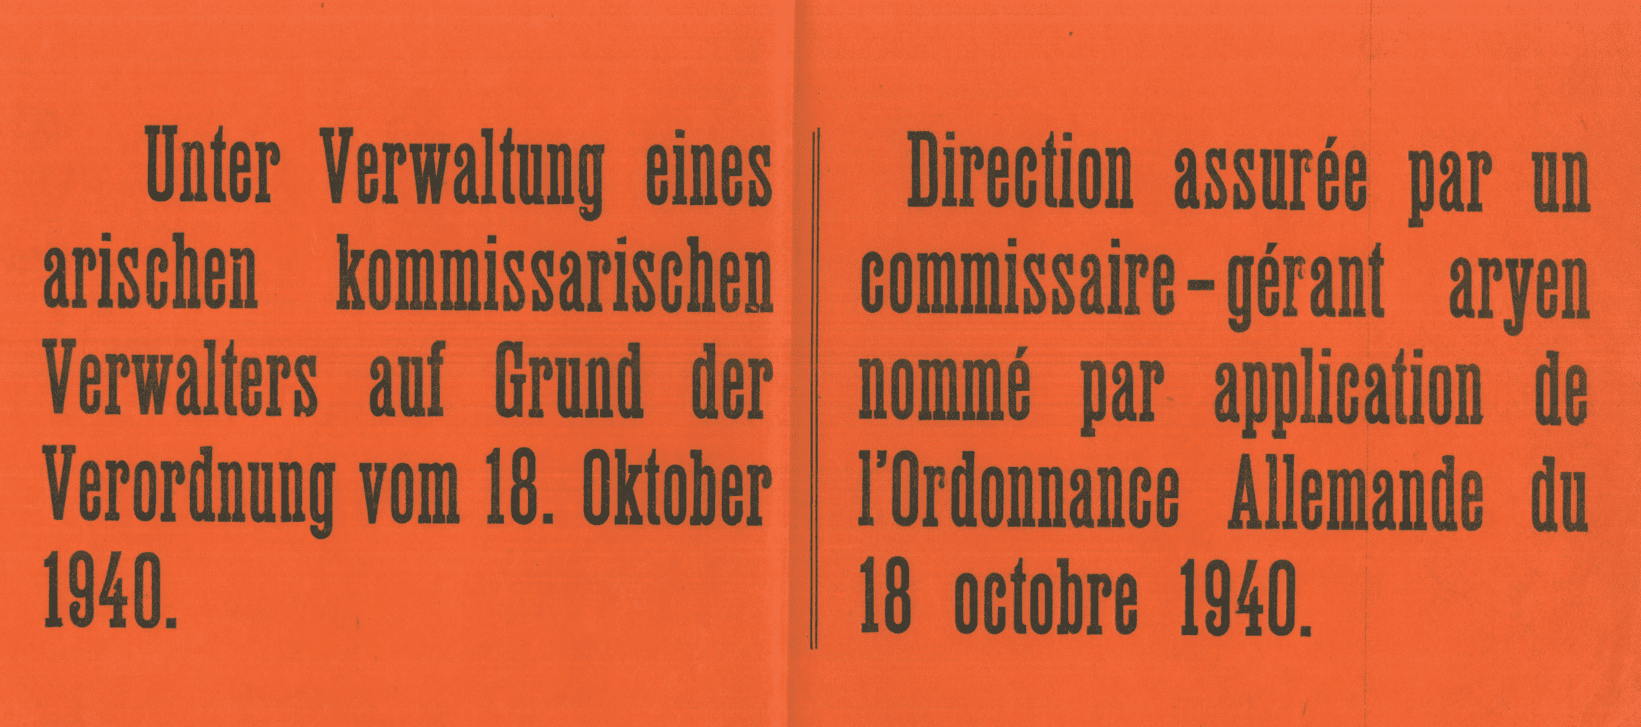 Unter Verwaltung eines
arischen kommissarischen
Verwalters auf Grund der
Verordnung vom 18. Oktober
1940.
Direction assurée par un
commissaire-gérant aryen
nommé par application de
l'Ordonnance Allemande du
18 octobre 1940.